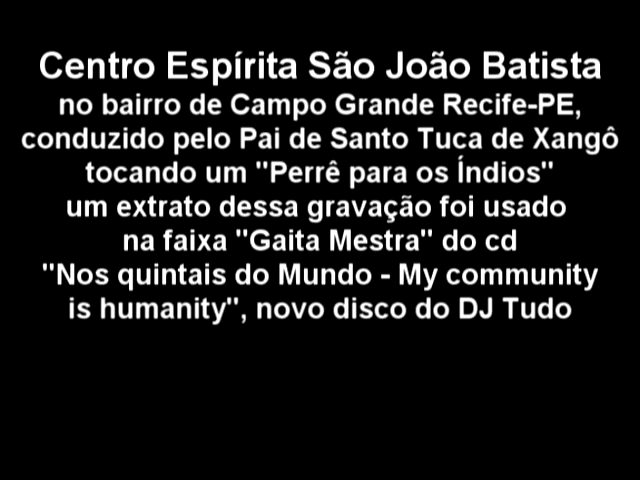 Centro Espírita São João Batista
no bairro de Campo Grande Recife-PE,
conduzido pelo Pai de Santo Tuca de Xangô
tocando um "Perrê para os Índios"
um extrato dessa gravação foi usado
na faixa "Gaita Mestra" do cd
"Nos quintais do Mundo - My community
is humanity", novo disco do DJ Tudo